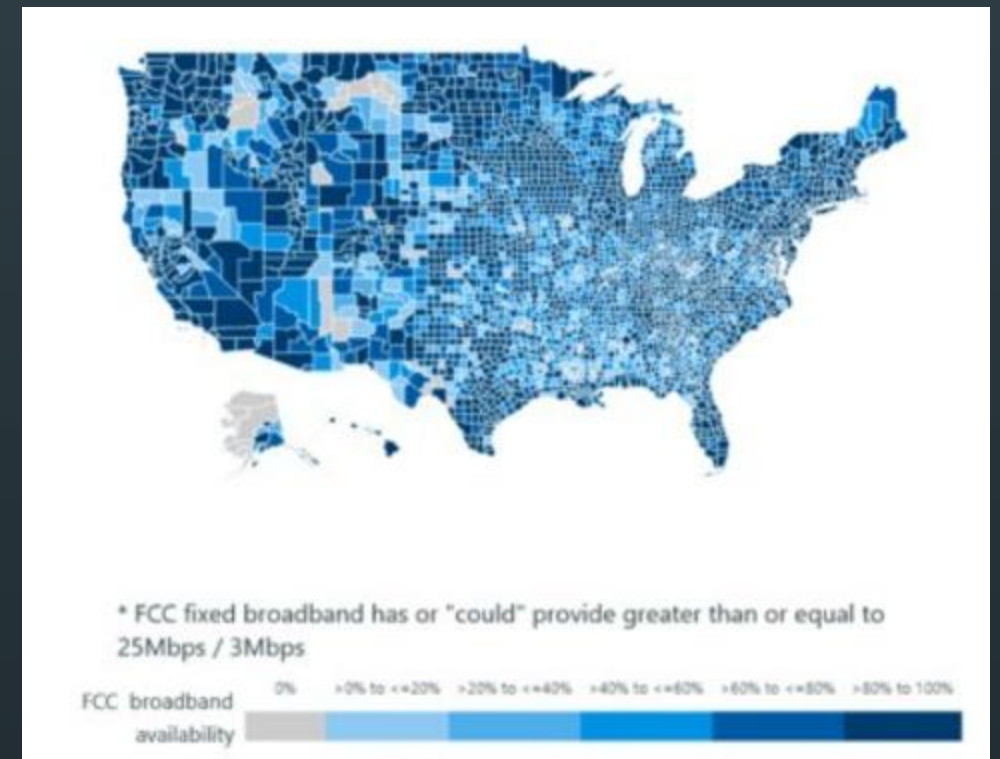 * FCC fixed broadband has or "could" provide greater than or equal to
25Mbps / 3Mbps
0% >0% to <=20% >20% to <=40% >40% to <=60% >60% to <=80% >80% to 100%
FCC broadband
availability